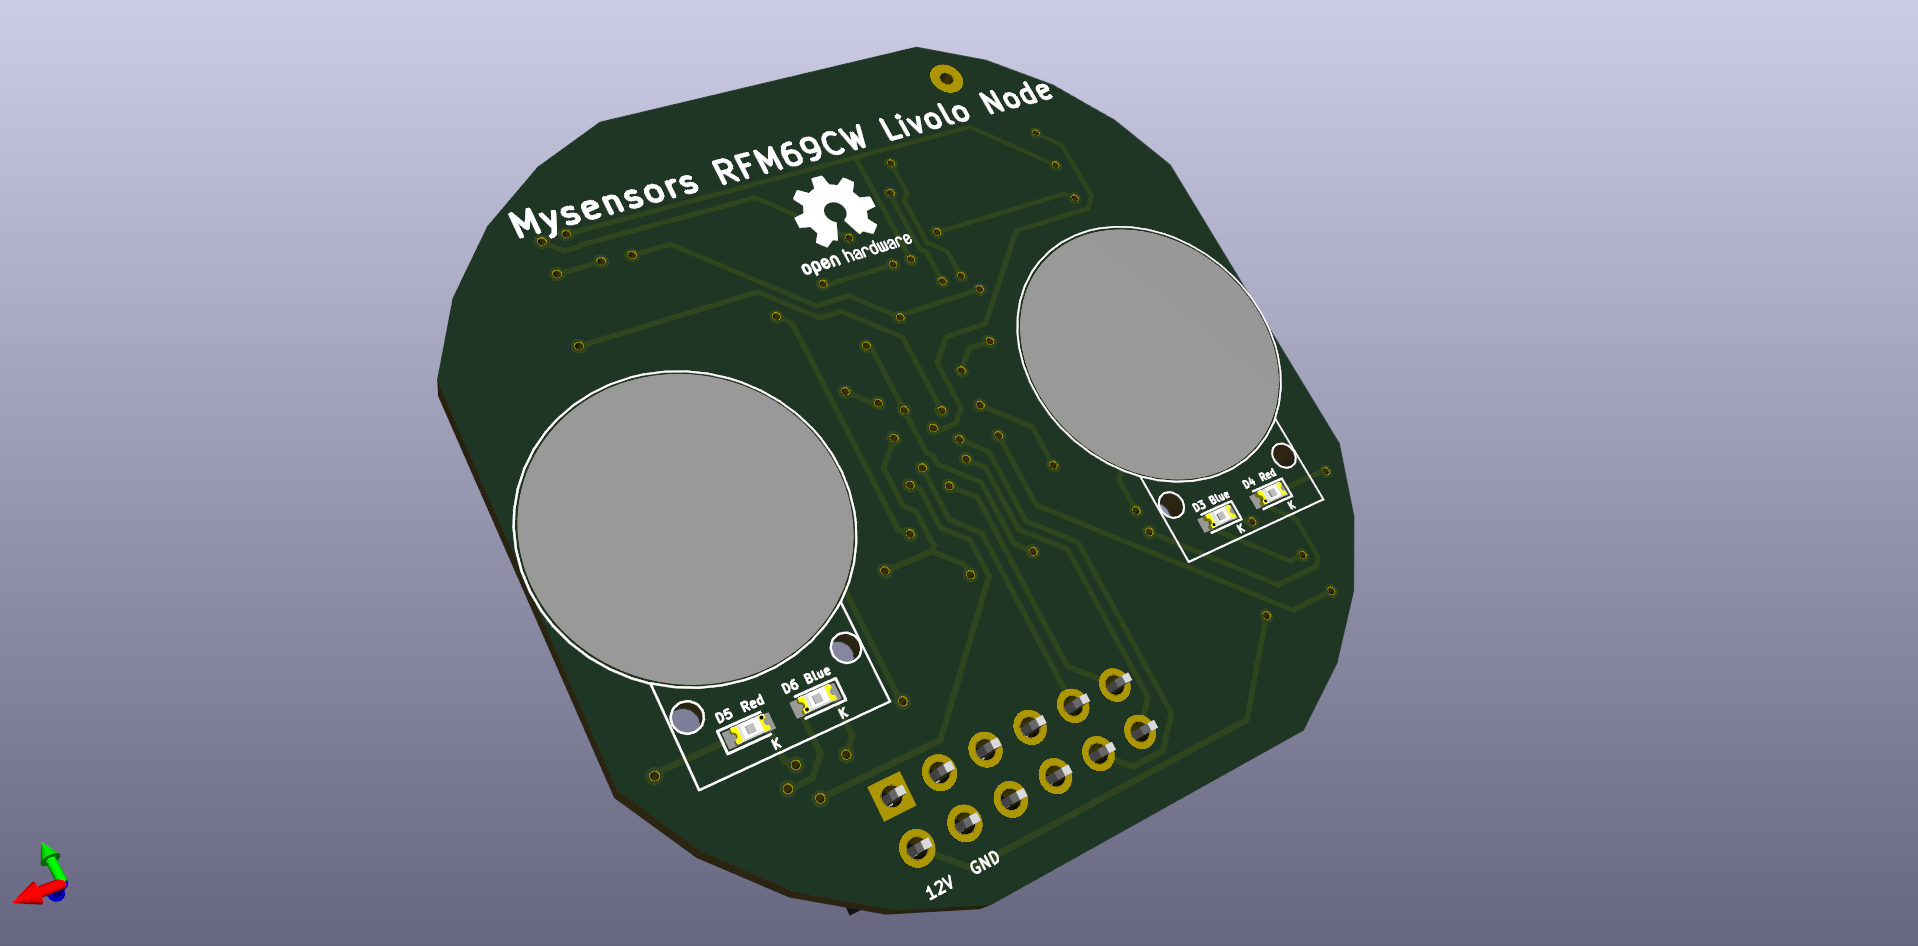 Mysensors RFM69CW Livolo Node
open hardware
D3 Blue
D4 Red
K
K
D5 Red
D6 Blue
K
K
12V GND